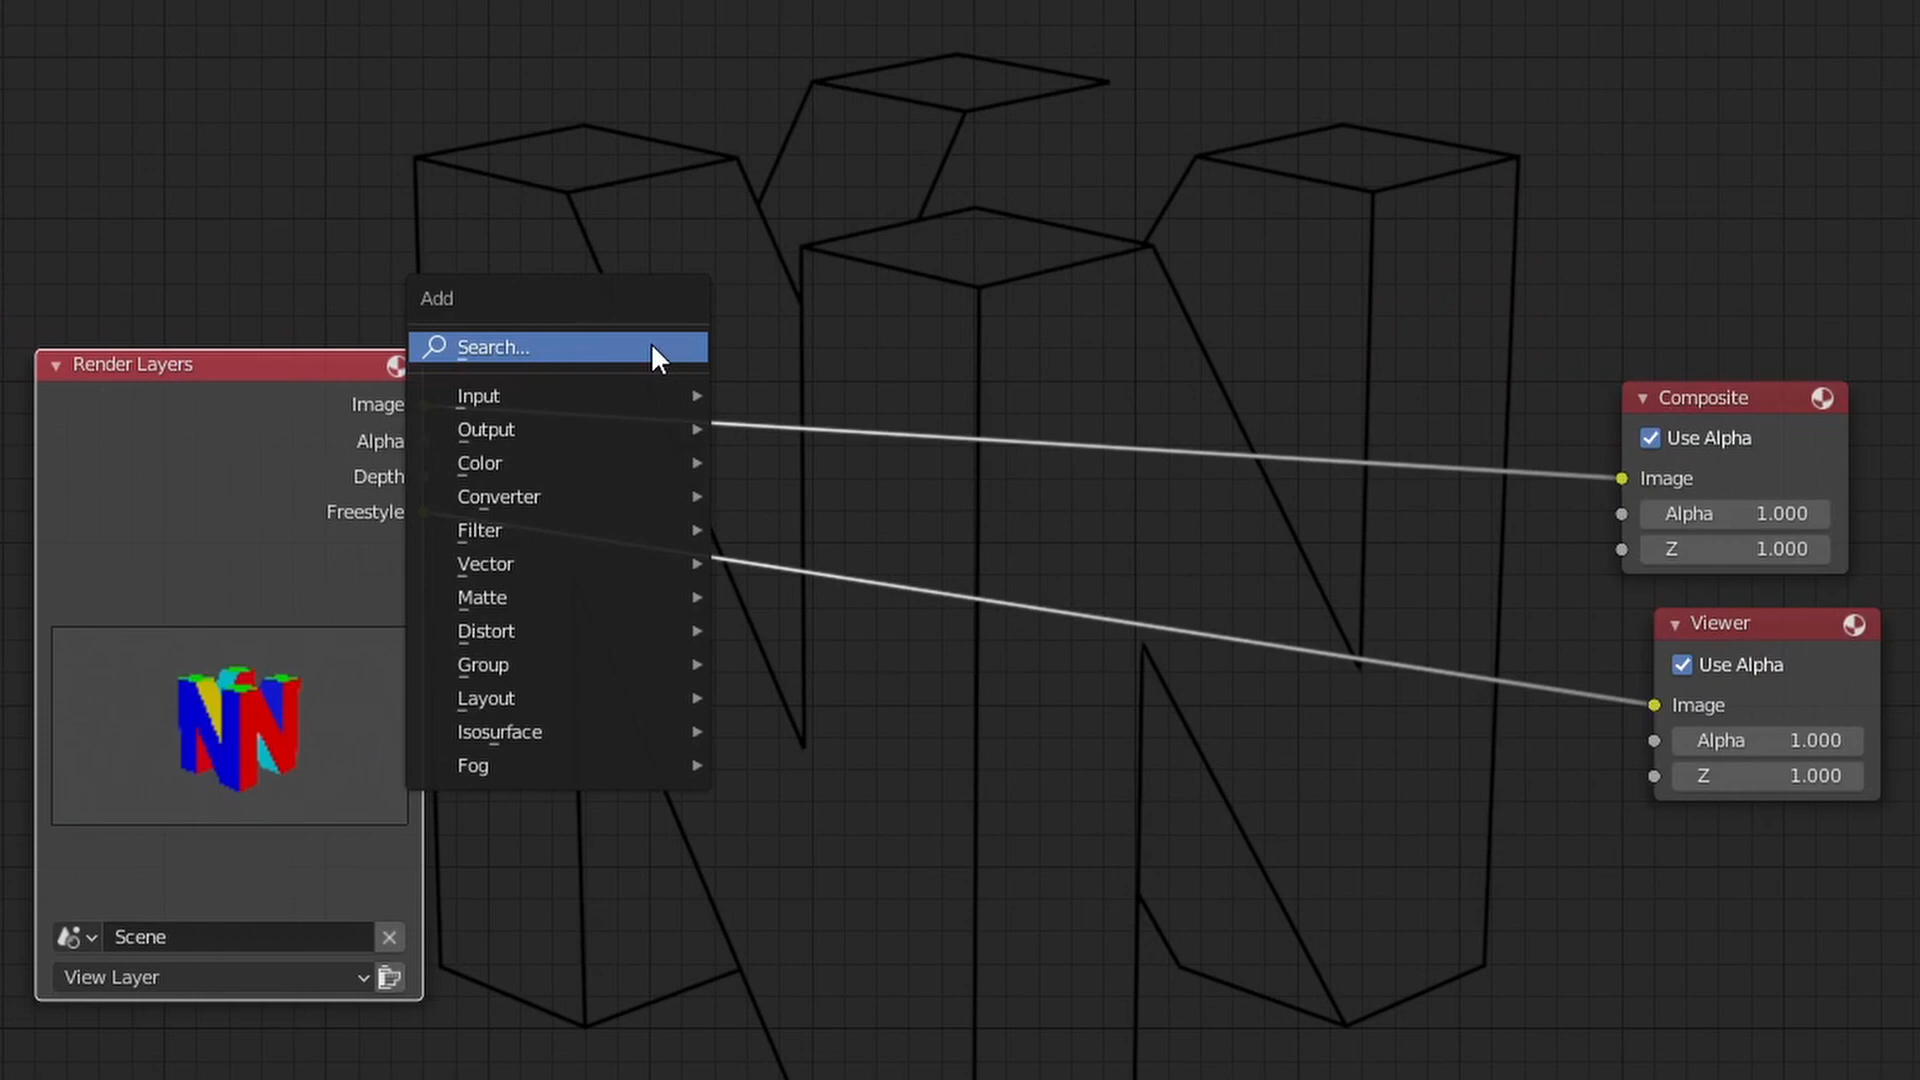 Render Layers
Image
Alpha
Depth
Freestyle
Scene
View Layer
Add
Search...
Input
Output
Color
Converter
Filter
Vector
Matte
Distort
Group
Layout
Isosurface
Fog
Composite
Use Alpha
Image
Alpha 1.000
Z 1.000
Viewer
Use Alpha
Image
Alpha 1.000
Z 1.000